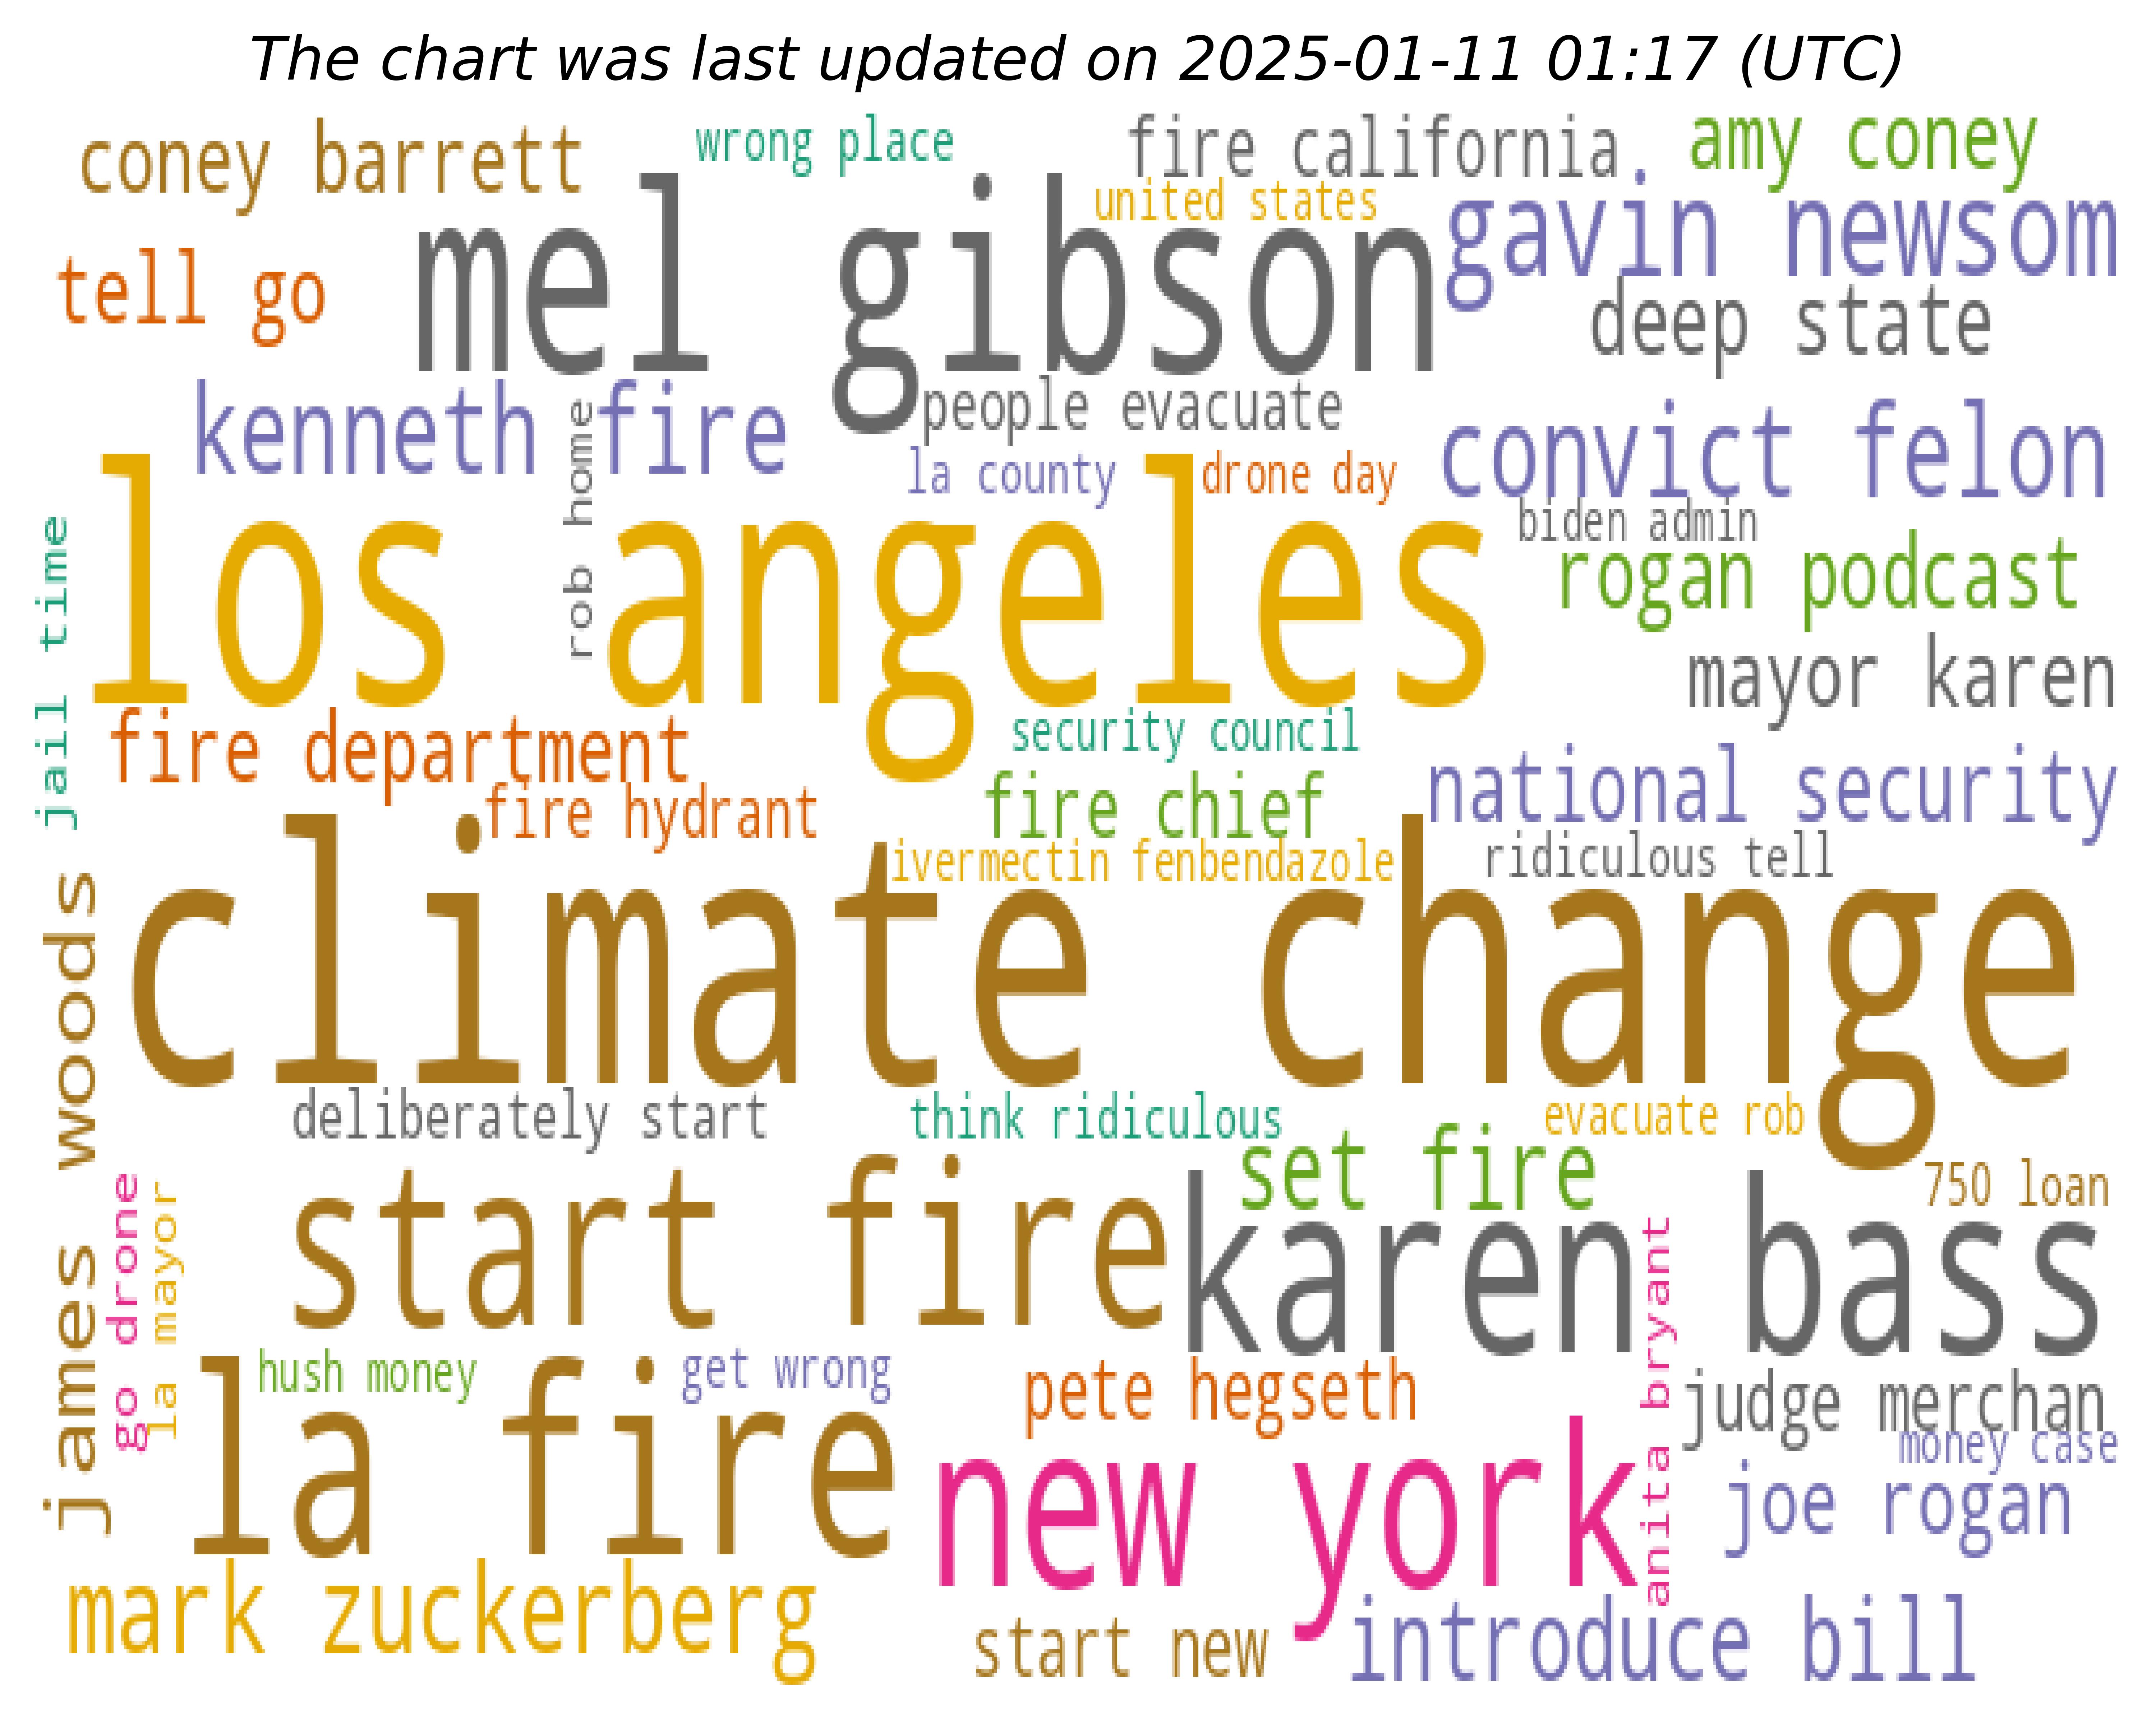 The chart was last updated on 2025-01-11 01:17 (UTC)
coney barrett
wrong place
fire california
amy coney
united states
mel gibson
gavin newsom
tell go
deep state
kenneth fire
people evacuate
convict felon
rob home
la county
drone day
biden admin
los angeles
rogan podcast
jail time
mayor karen
fire department
security council
national security
fire hydrant
fire chief
ivermectin fenbendazole
ridiculous tell
climate change
james woods
deliberately start
think ridiculous
evacuate rob
set fire
750 loan
start fire
karen bass
go drone
la mayor
anita bryant
hush money
get wrong
pete hegseth
judge merchan
la fire
money case
new york
joe rogan
mark zuckerberg
start new
introduce bill